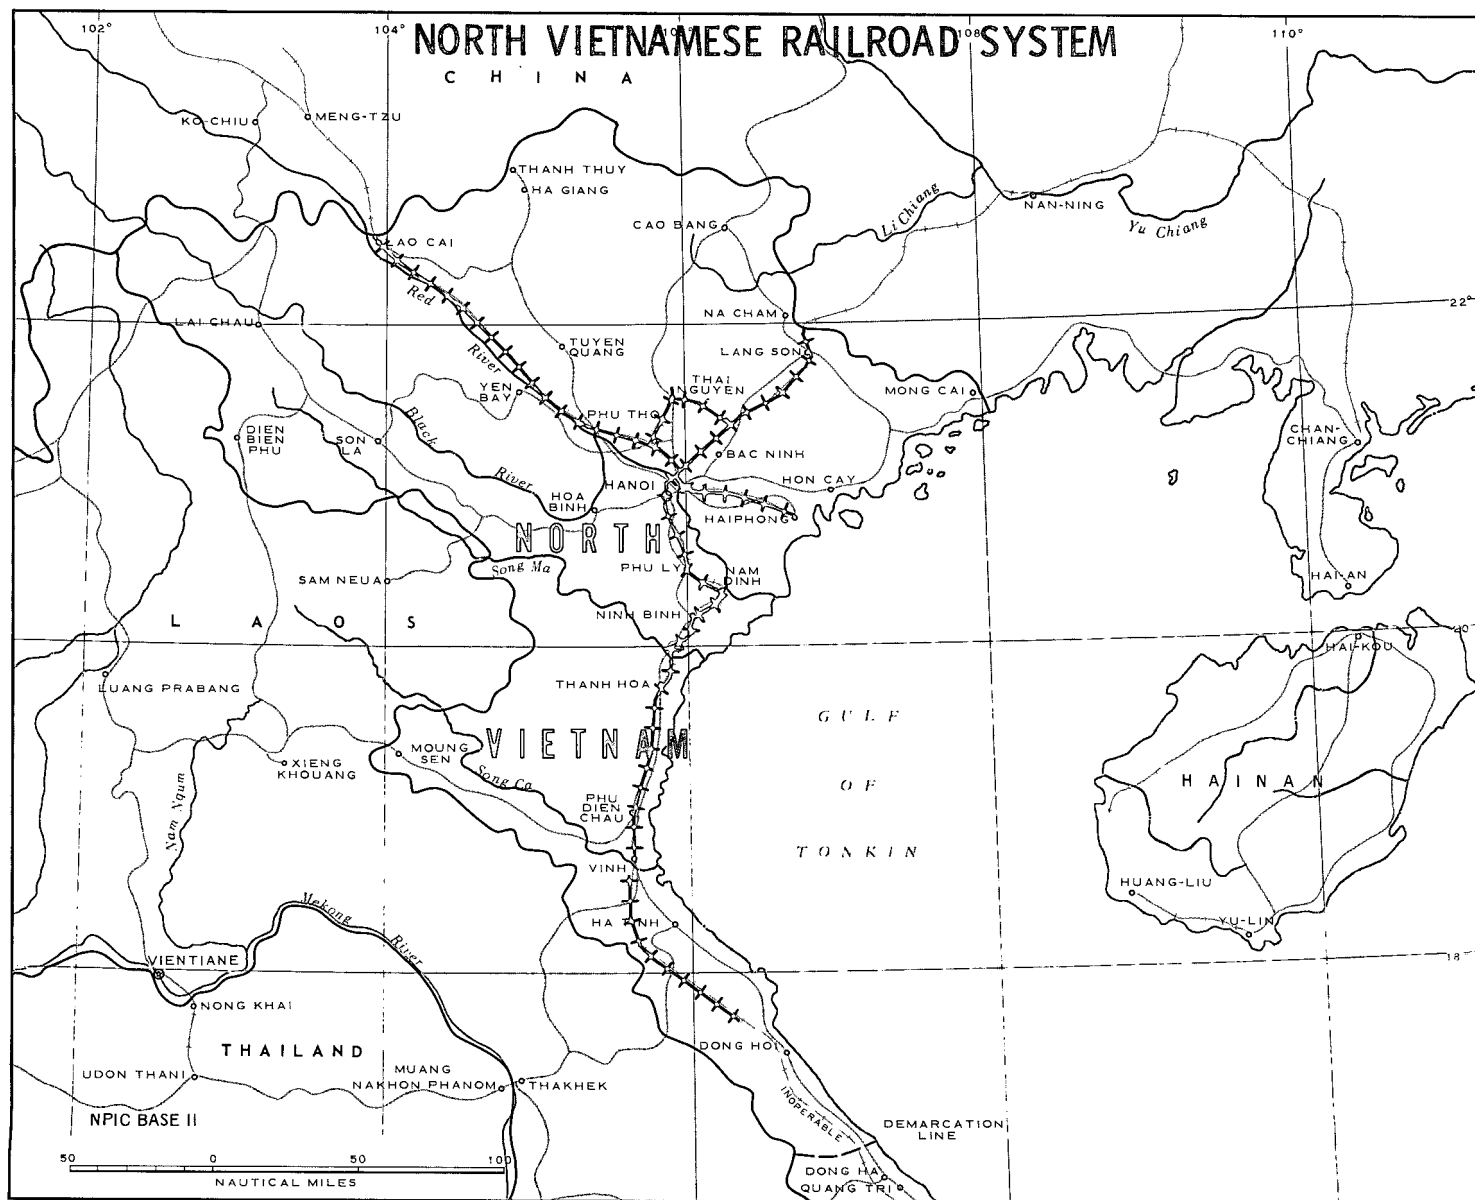 102° 104° 108° 110°
NORTH VIETNAMESE RAILROAD SYSTEM
CHINA
KO-CHIU
MENG-TZU
THANH THUY
HA GIANG
CAO BANG
Li Chiang
NAN-NING
Yu Chiang
LAO CAI
Red
River
NA CHAM
22°
LAI CHAU
TUYEN
QUANG
LANG SON
YEN
BAY
THAI
NGUYEN
MONG CAI
PHU THO
Black
River
DIEN
BIEN
PHU
SON
LA
BAC NINH
CHAN-
CHIANG
HANOI
HON CAY
HOA
BINH
HAIPHONG
NORTH
Song Ma
PHU LY
NAM
DINH
SAM NEUA
HAI-AN
NINH BINH
LAOS
20°
HAI-KOU
LUANG PRABANG
THANH HOA
GULF
OF
TONKIN
VIETNAM
MOUNG
SEN
Song Ca
XIENG
KHOUANG
HAINAN
PHU
DIEN
CHAU
Nam Ngum
VINH
HUANG-LIU
Mekong
River
HA TINH
YU-LIN
VIENTIANE
18°
NONG KHAI
THAILAND
DONG HOI
UDON THANI
MUANG
NAKHON PHANOM
THAKHEK
INOPERABLE
NPIC BASE II
DEMARCATION
LINE
50 0 50 100
NAUTICAL MILES
DONG HA
QUANG TRI